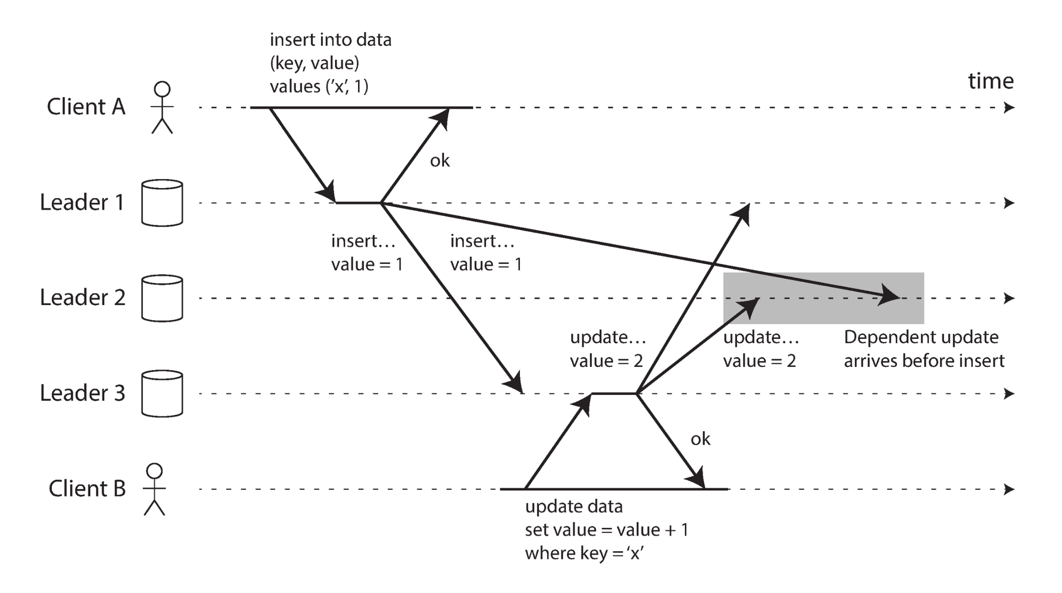 insert into data
(key, value)
values (‘x’, 1)
time
Client A
ok
Leader 1
insert…
value = 1
insert…
value = 1
Leader 2
update…
value = 2
update…
value = 2
Dependent update
arrives before insert
Leader 3
ok
Client B
update data
set value = value + 1
where key = ‘x’